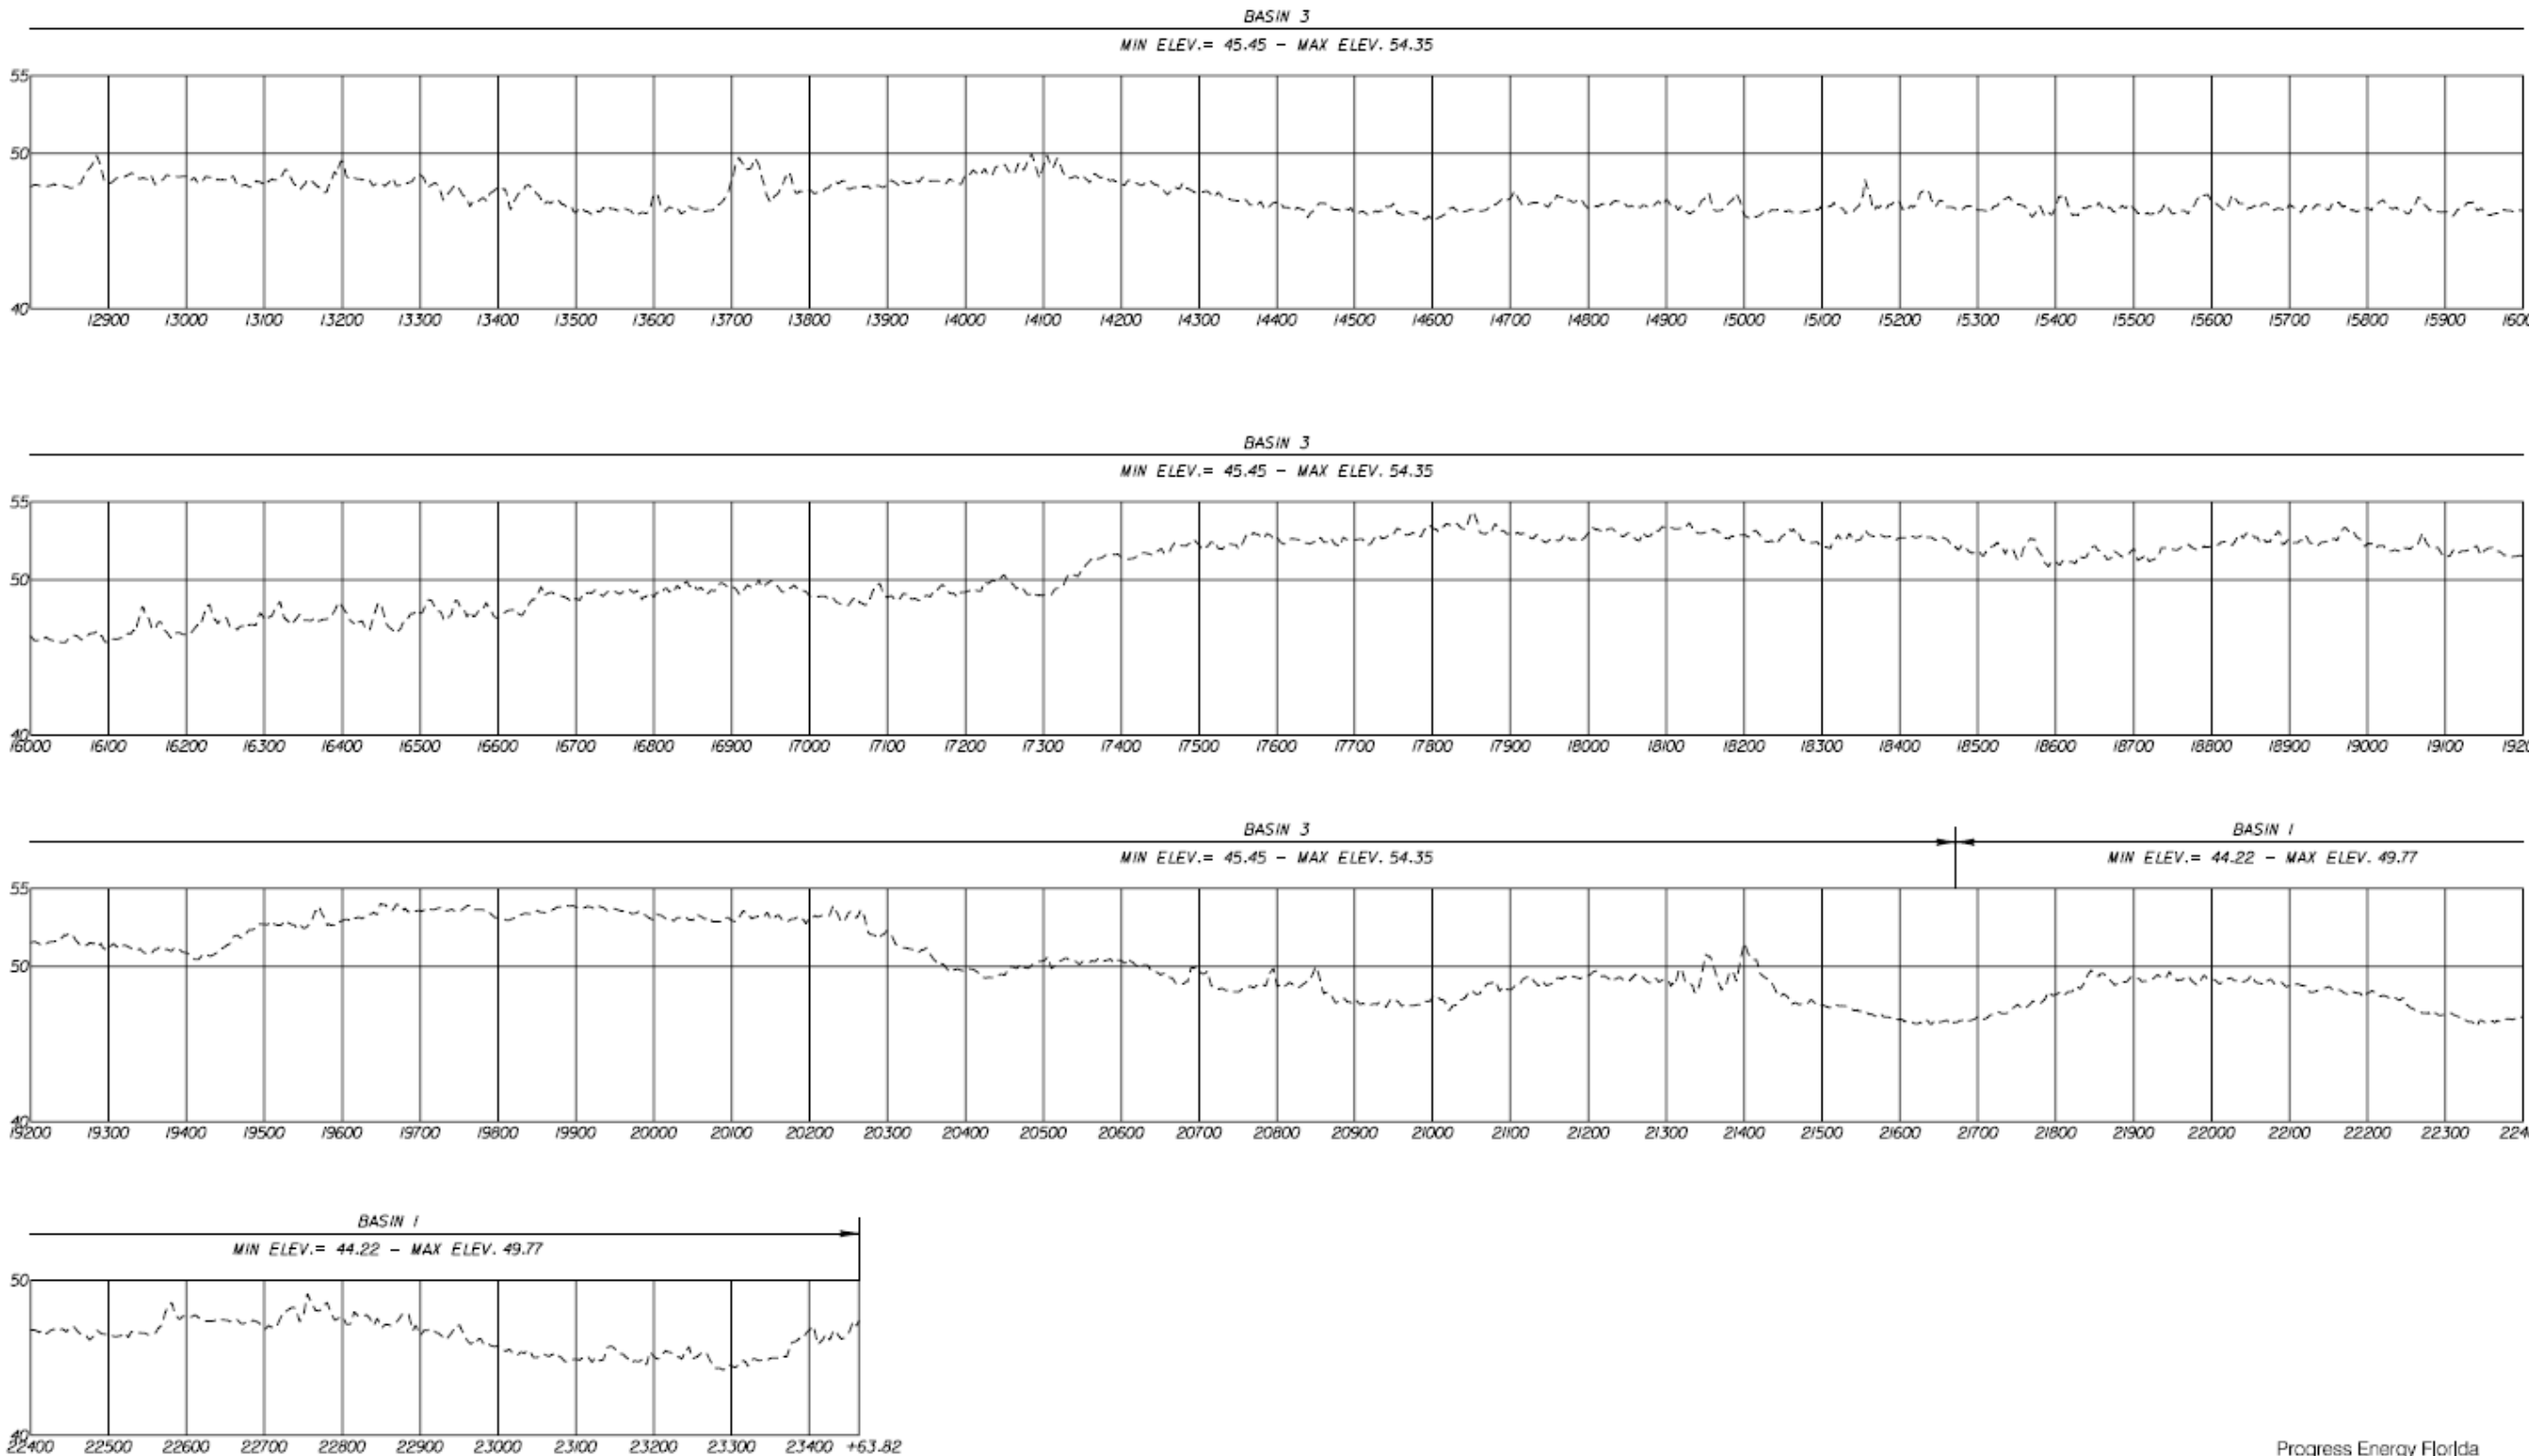 BASIN 3
MIN ELEV.= 45.45 - MAX ELEV. 54.35
55
50
40
12900 13000 13100 13200 13300 13400 13500 13600 13700 13800 13900 14000 14100 14200 14300 14400 14500 14600 14700 14800 14900 15000 15100 15200 15300 15400 15500 15600 15700 15800 15900 1600
BASIN 3
MIN ELEV.= 45.45 - MAX ELEV. 54.35
55
50
40
16000 16100 16200 16300 16400 16500 16600 16700 16800 16900 17000 17100 17200 17300 17400 17500 17600 17700 17800 17900 18000 18100 18200 18300 18400 18500 18600 18700 18800 18900 19000 19100 1920
BASIN 3 BASIN 1
MIN ELEV.= 45.45 - MAX ELEV. 54.35 MIN ELEV.= 44.22 - MAX ELEV. 49.77
55
50
40
19200 19300 19400 19500 19600 19700 19800 19900 20000 20100 20200 20300 20400 20500 20600 20700 20800 20900 21000 21100 21200 21300 21400 21500 21600 21700 21800 21900 22000 22100 22200 22300 224
BASIN 1
MIN ELEV.= 44.22 - MAX ELEV. 49.77
50
40
22400 22500 22600 22700 22800 22900 23000 23100 23200 23300 23400 +63.82
Progress Energy Florida